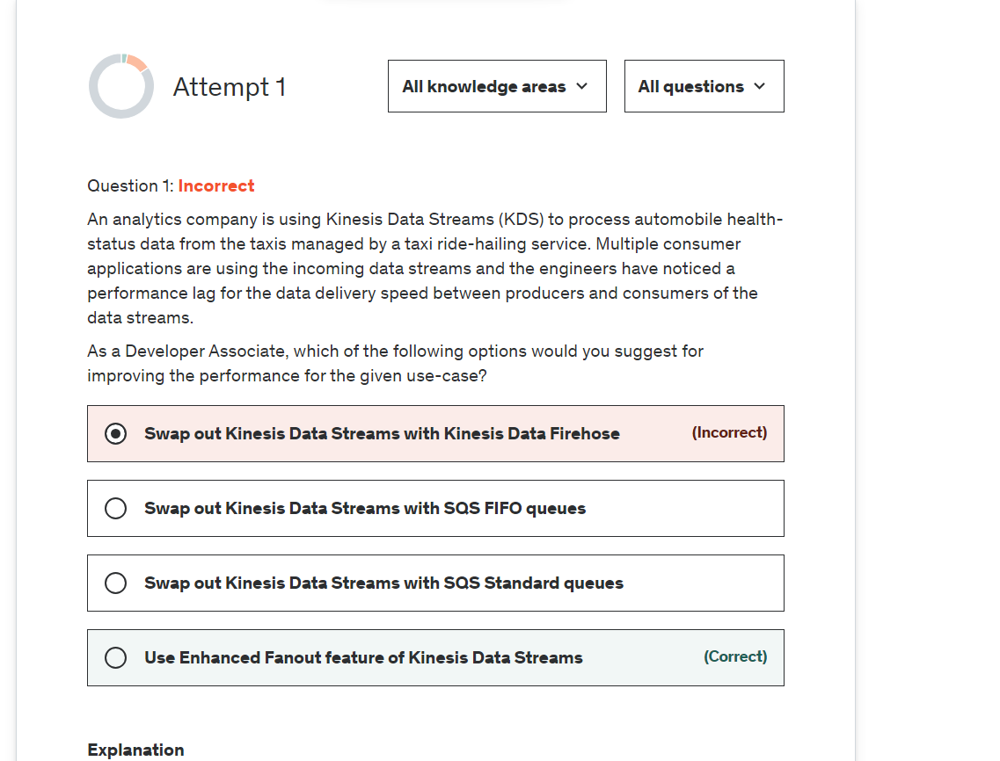 Attempt 1
All knowledge areas
All questions
Question 1: Incorrect
An analytics company is using Kinesis Data Streams (KDS) to process automobile health-
status data from the taxis managed by a taxi ride-hailing service. Multiple consumer
applications are using the incoming data streams and the engineers have noticed a
performance lag for the data delivery speed between producers and consumers of the
data streams.
As a Developer Associate, which of the following options would you suggest for
improving the performance for the given use-case?
Swap out Kinesis Data Streams with Kinesis Data Firehose (Incorrect)
Swap out Kinesis Data Streams with SQS FIFO queues
Swap out Kinesis Data Streams with SQS Standard queues
Use Enhanced Fanout feature of Kinesis Data Streams (Correct)
Explanation